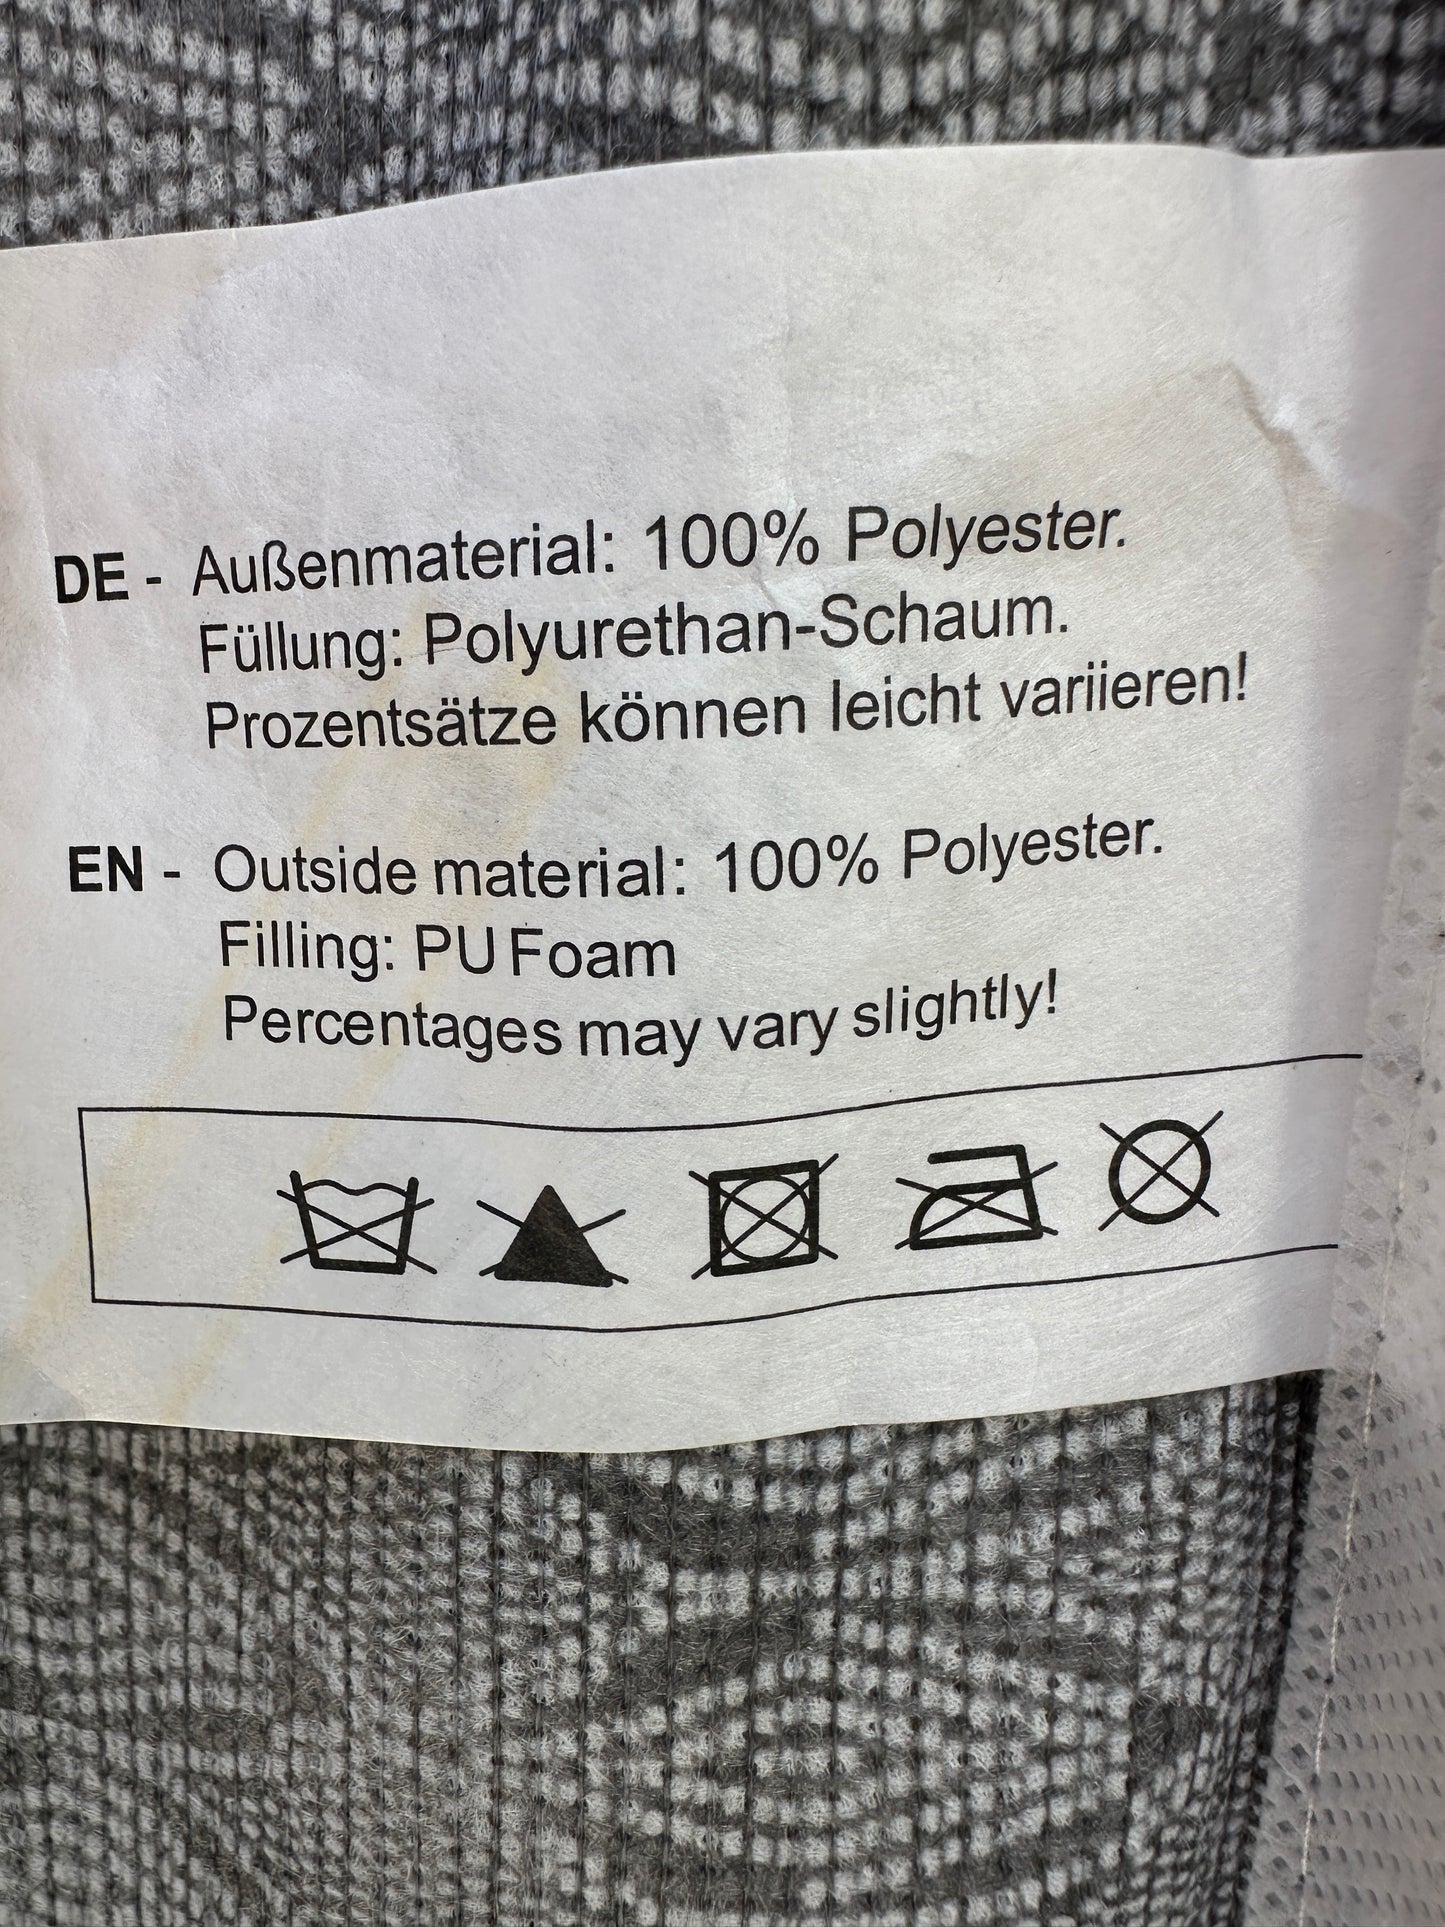 DE - Außenmaterial: 100% Polyester.
Füllung: Polyurethan-Schaum.
Prozentsätze können leicht variieren!
EN - Outside material: 100% Polyester.
Filling: PU Foam
Percentages may vary slightly!